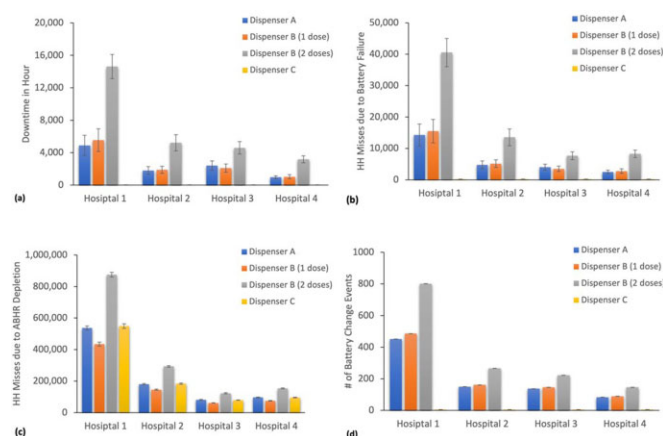 20,000
16,000
12,000
8,000
4,000
0
Downtime in Hour
Dispenser A
Dispenser B (1 dose)
Dispenser B (2 doses)
Dispenser C
Hosiptal 1
Hospital 2
Hospital 3
Hospital 4
(a)
50,000
40,000
30,000
20,000
10,000
0
HH Misses due to Battery Failure
Dispenser A
Dispenser B (1 dose)
Dispenser B (2 doses)
Dispenser C
Hosiptal 1
Hospital 2
Hospital 3
Hospital 4
(b)
1,000,000
800,000
600,000
400,000
200,000
0
HH Misses due to ABHR Depletion
Dispenser A
Dispenser B (1 dose)
Dispenser B (2 doses)
Dispenser C
Hosiptal 1
Hospital 2
Hospital 3
Hospital 4
(c)
1000
800
600
400
200
0
# of Battery Change Events
Dispenser A
Dispenser B (1 dose)
Dispenser B (2 doses)
Dispenser C
Hosiptal 1
Hospital 2
Hospital 3
Hospital 4
(d)